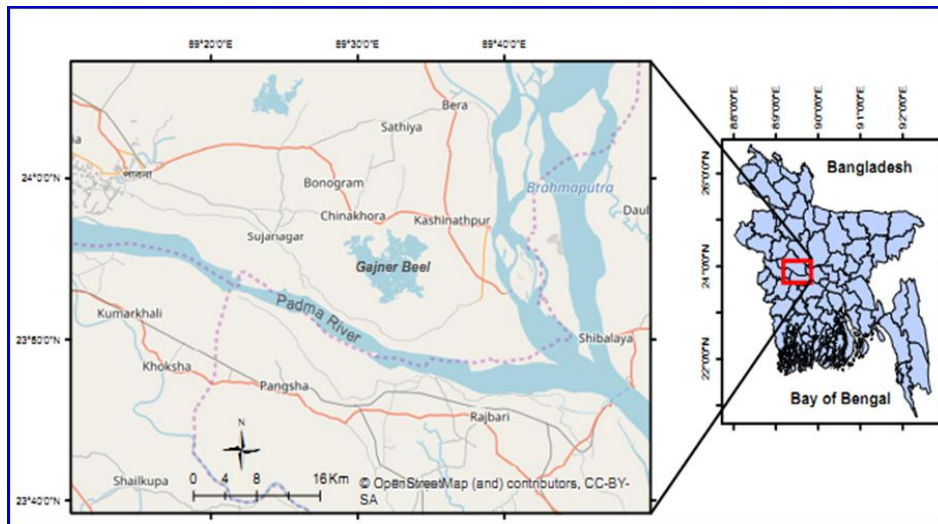 89°20'0"E
89°30'0"E
89°40'0"E
24°0'0"N
23°50'0"N
23°40'0"N
Bera
Sathiya
ia
পাবনা
Bonogram
Brahmaputra
Chinakhora
Kashinathpur
Daul
Sujanagar
Gajner Beel
Padma River
Kumarkhali
Shibalaya
Khoksha
Pangsha
Rajbari
N
Shailkupa
0 4 8 16 Km
© OpenStreetMap (and) contributors, CC-BY-
SA
88°0'0"E
89°0'0"E
90°0'0"E
91°0'0"E
92°0'0"E
26°0'0"N
24°0'0"N
22°0'0"N
Bangladesh
Bay of Bengal